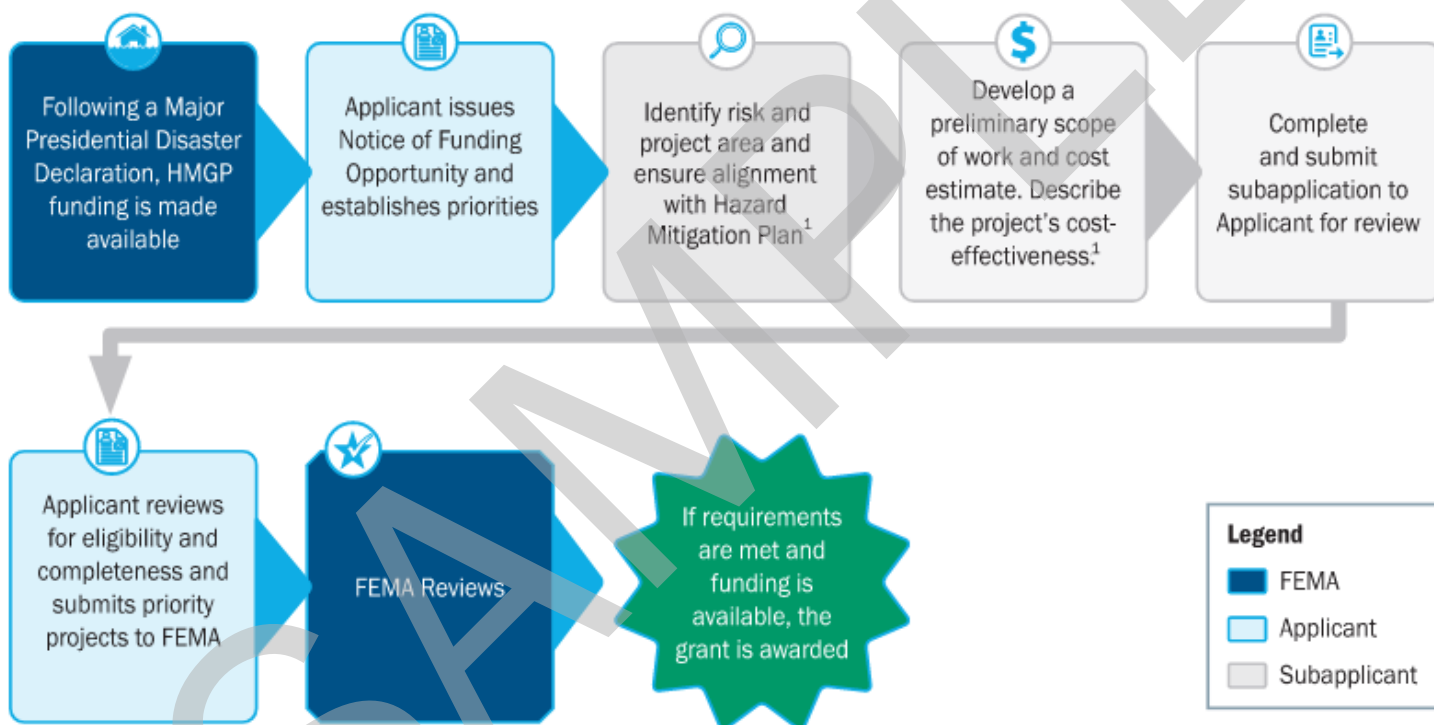 Following a Major
Presidential Disaster
Declaration, HMGP
funding is made
available
Applicant issues
Notice of Funding
Opportunity and
establishes priorities
Identify risk and
project area and
ensure alignment
with Hazard
Mitigation Plan¹
Develop a
preliminary scope
of work and cost
estimate. Describe
the project's cost-
effectiveness.¹
Complete
and submit
subapplication to
Applicant for review
Applicant reviews
for eligibility and
completeness and
submits priority
projects to FEMA
FEMA Reviews
If requirements
are met and
funding is
available, the
grant is awarded
Legend
FEMA
Applicant
Subapplicant
SAMPLE